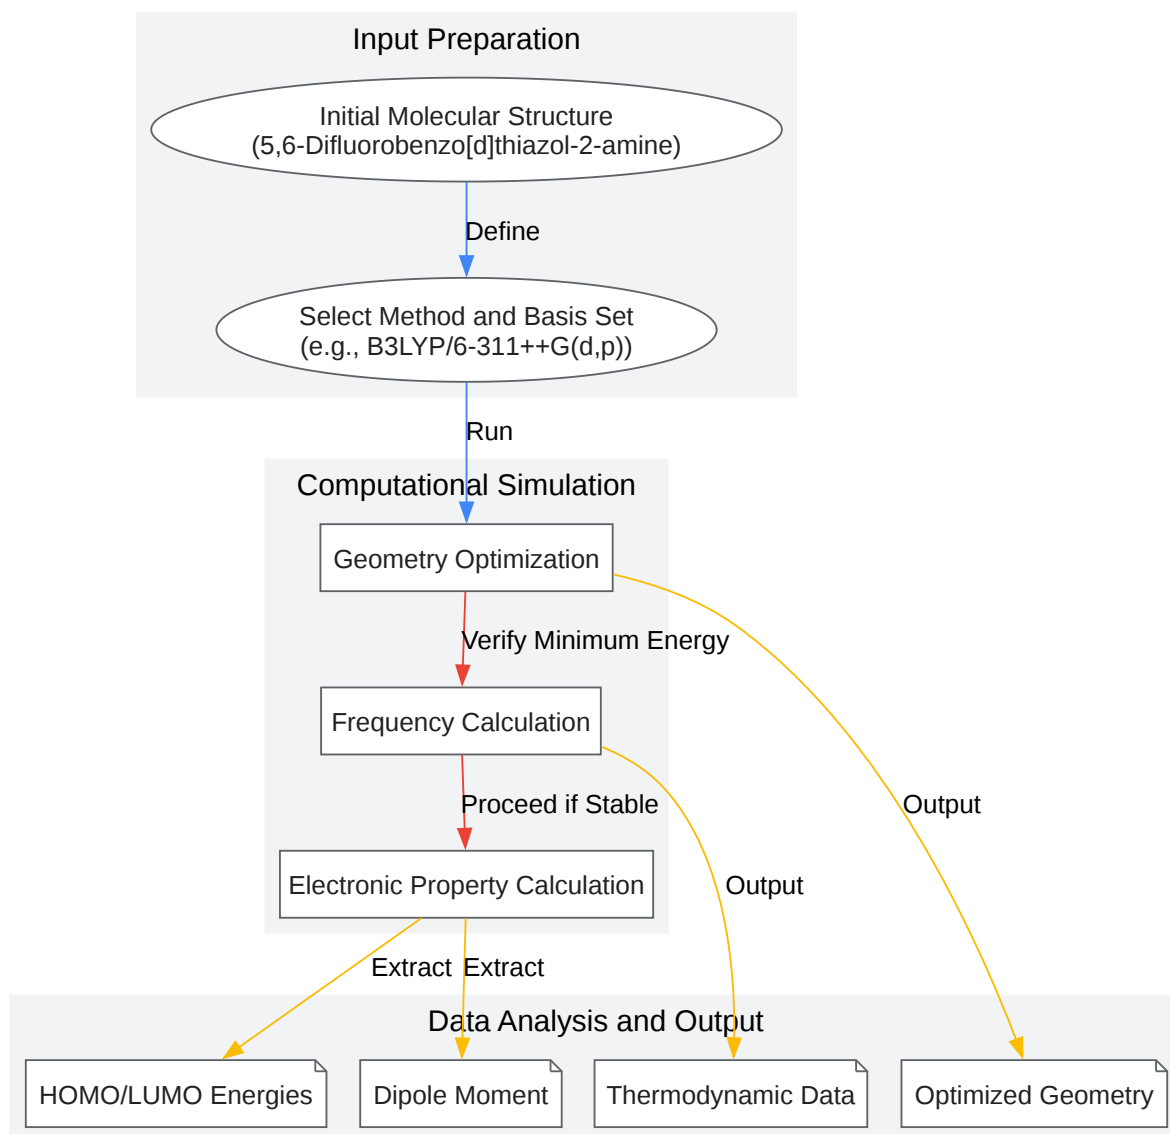 Input Preparation
Initial Molecular Structure
(5,6-Difluorobenzo[d]thiazol-2-amine)
Define
Select Method and Basis Set
(e.g., B3LYP/6-311++G(d,p))
Run
Computational Simulation
Geometry Optimization
Verify Minimum Energy
Frequency Calculation
Proceed if Stable
Output
Electronic Property Calculation
Output
Extract
Extract
Data Analysis and Output
HOMO/LUMO Energies
Dipole Moment
Thermodynamic Data
Optimized Geometry